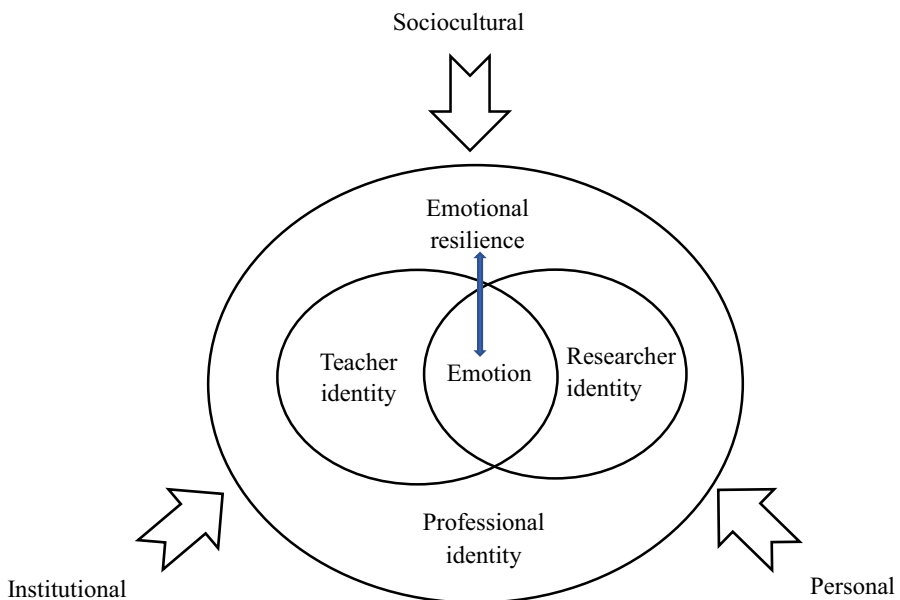 Sociocultural
Emotional
resilience
Teacher
identity
Emotion
Researcher
identity
Professional
identity
Institutional
Personal